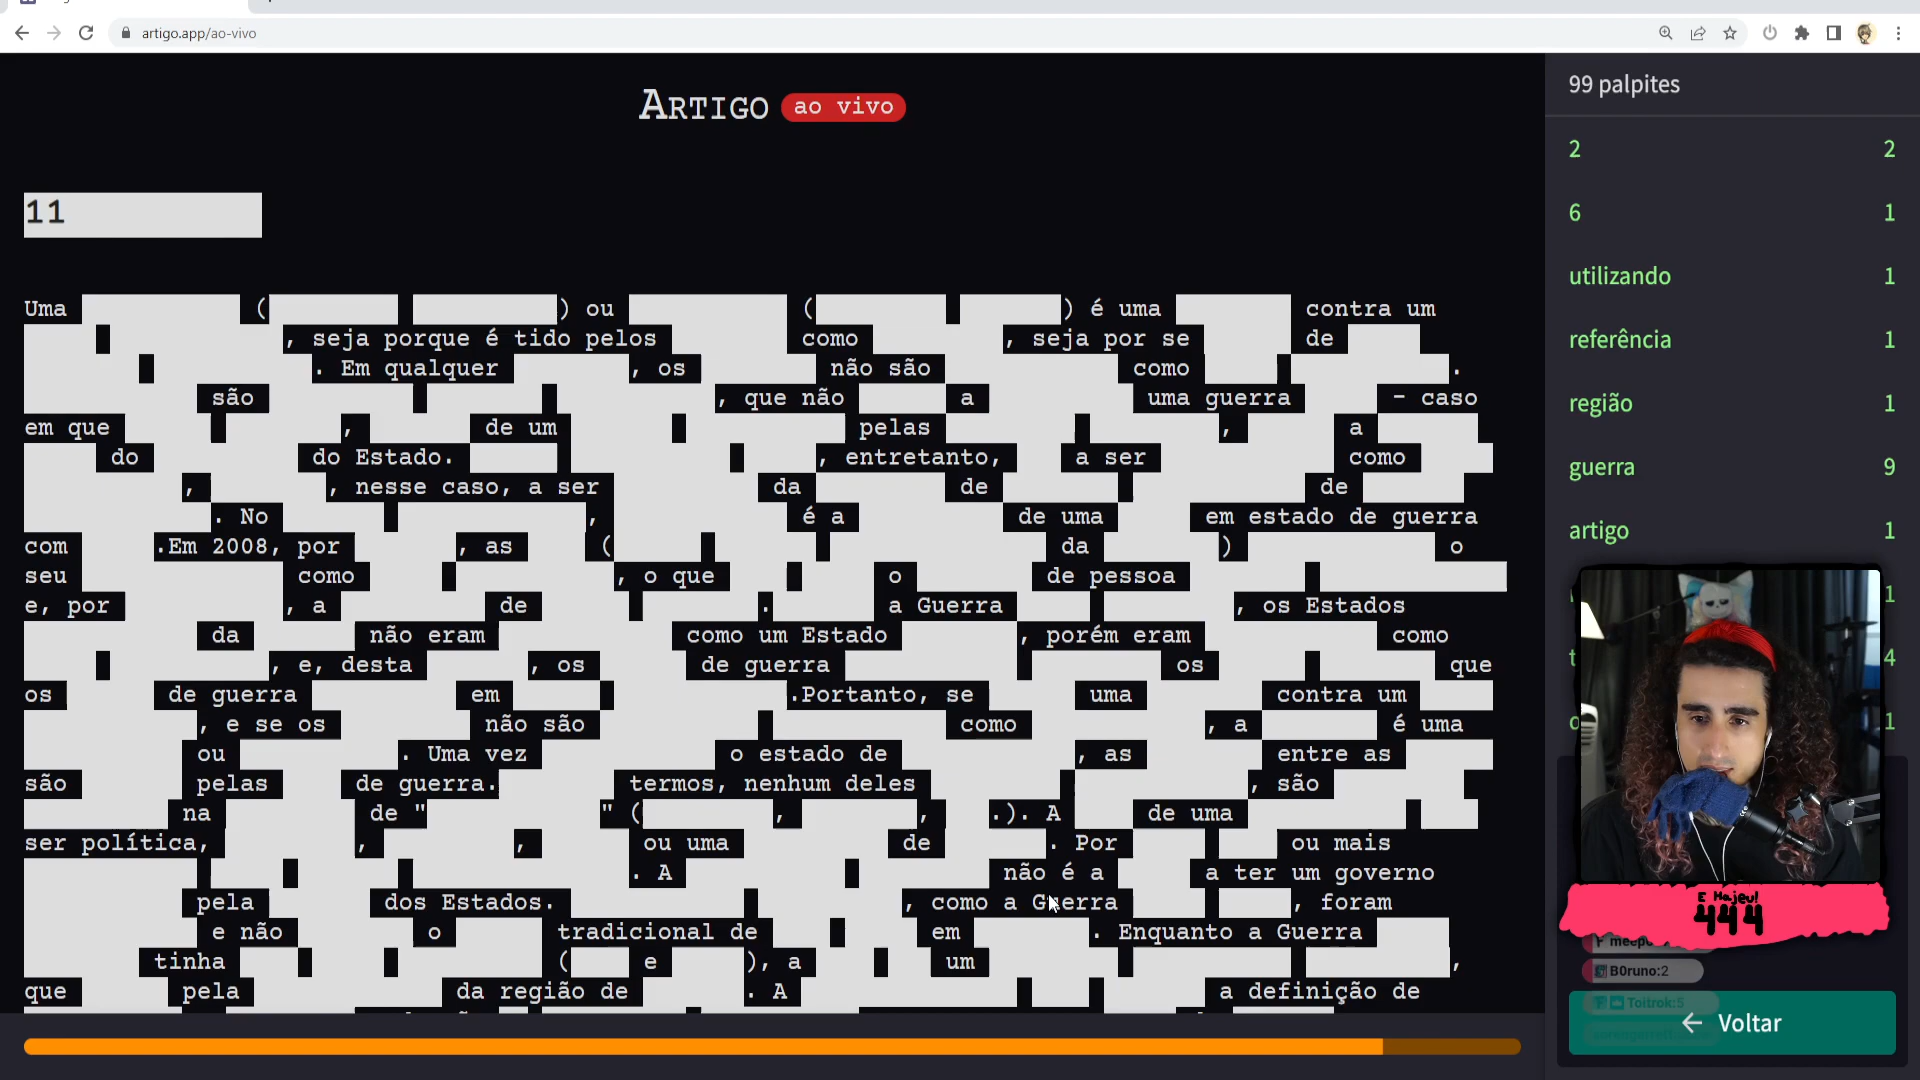 artigo.app/ao-vivo
ARTIGO ao vivo
99 palpites
11
2 2
6 1
utilizando 1
referência 1
região 1
guerra 9
artigo 1
1
4
1
Uma ( ) ou ( ) é uma contra um
, seja porque é tido pelos como , seja por se de
. Em qualquer , os não são como .
são , que não a uma guerra - caso
em que , de um pelas , a
do do Estado. , entretanto, a ser como
, , nesse caso, a ser da de de
. No , é a de uma em estado de guerra
com .Em 2008, por , as ( da ) o
seu como , o que o de pessoa
e, por , a de . a Guerra , os Estados
da não eram como um Estado , porém eram como
, e, desta , os de guerra os que
os de guerra em .Portanto, se uma contra um
, e se os não são como , a é uma
ou . Uma vez o estado de , as entre as
são pelas de guerra. termos, nenhum deles , são
na de " " ( , , .). A de uma
ser política, , , ou uma de . Por ou mais
. A não é a a ter um governo
pela dos Estados. , como a Guerra , foram
e não o tradicional de em . Enquanto a Guerra
tinha ( e ), a um ,
que pela da região de . A a definição de
E Majeu!
444
B0runo:2
Toitrok:5
← Voltar